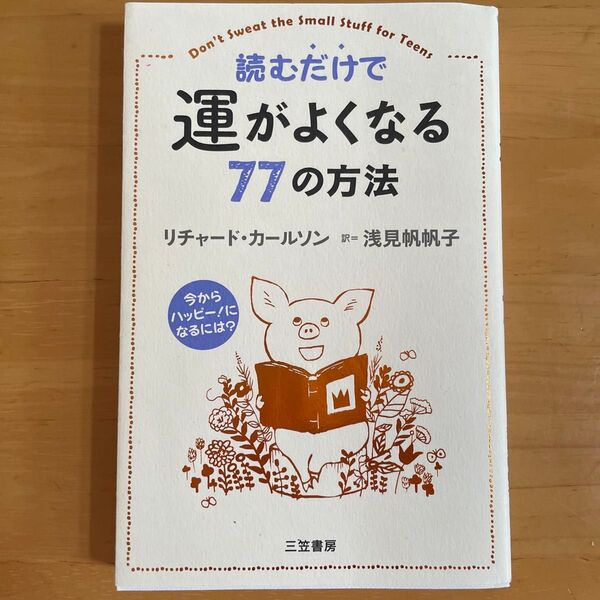 Don't Sweat the Small Stuff for Teens
読むだけで
運がよくなる
77の方法
リチャード・カールソン 訳＝ 浅見帆帆子
今から
ハッピー!に
なるには?
三笠書房